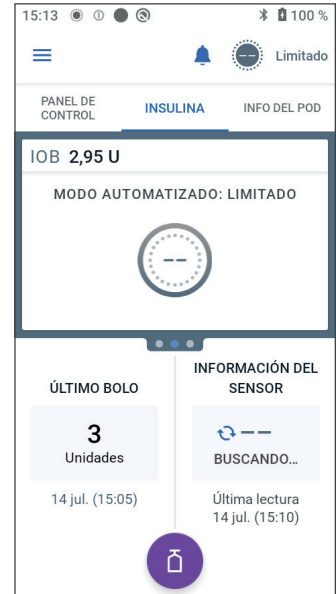 15:13 100 %
Limitado
PANEL DE
CONTROL
INSULINA
INFO DEL POD
IOB 2,95 U
MODO AUTOMATIZADO: LIMITADO
ÚLTIMO BOLO
3
Unidades
14 jul. (15:05)
INFORMACIÓN DEL
SENSOR
BUSCANDO...
Última lectura
14 jul. (15:10)